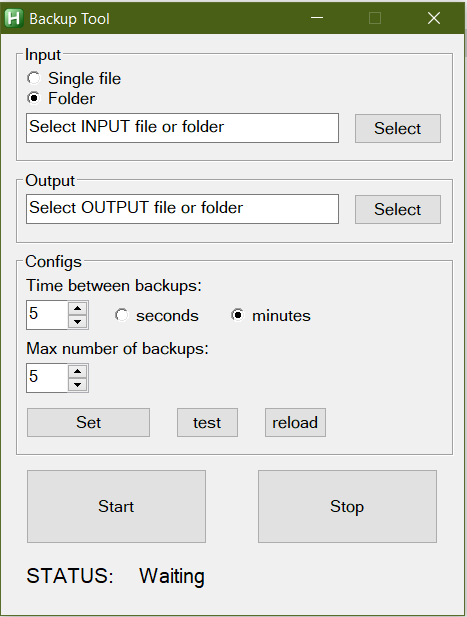 H Backup Tool
Input
Single file
Folder
Select INPUT file or folder Select
Output
Select OUTPUT file or folder Select
Configs
Time between backups:
5 seconds minutes
Max number of backups:
5
Set test reload
Start Stop
STATUS: Waiting